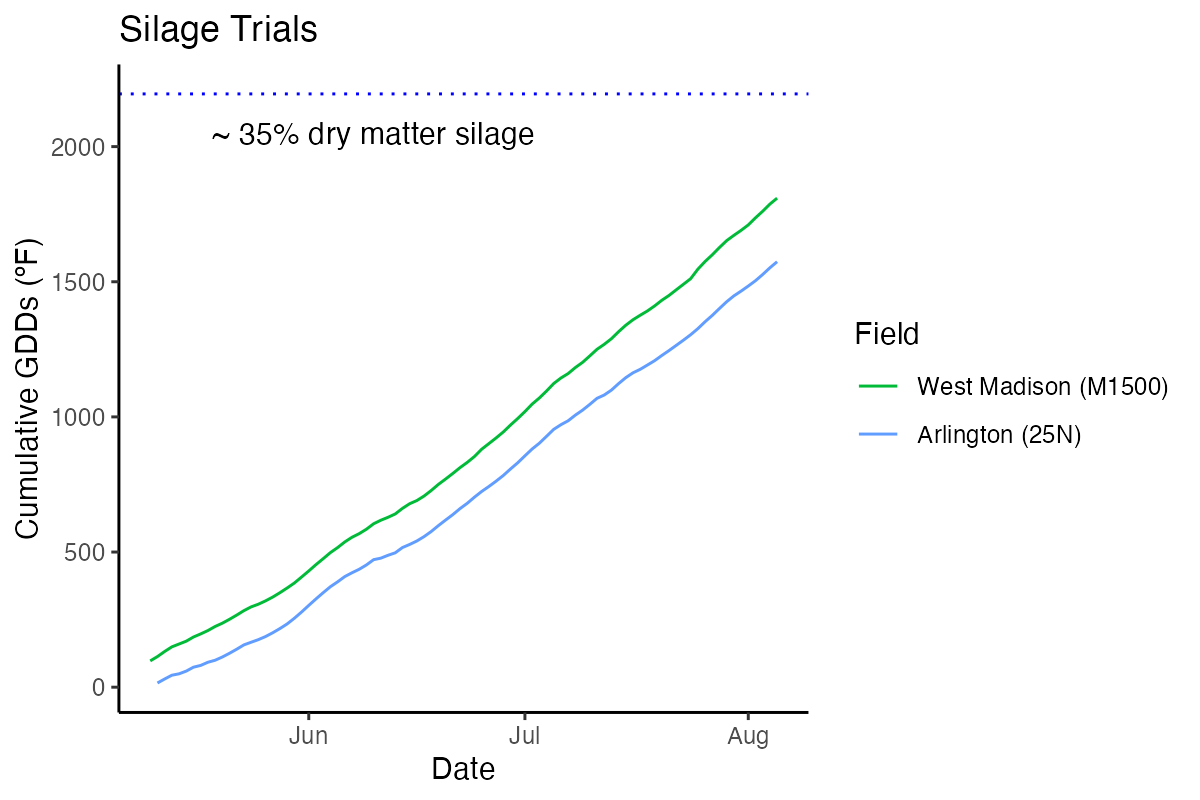 Silage Trials
~ 35% dry matter silage
2000
1500
1000
500
0
Cumulative GDDs (°F)
Jun
Jul
Aug
Date
Field
West Madison (M1500)
Arlington (25N)